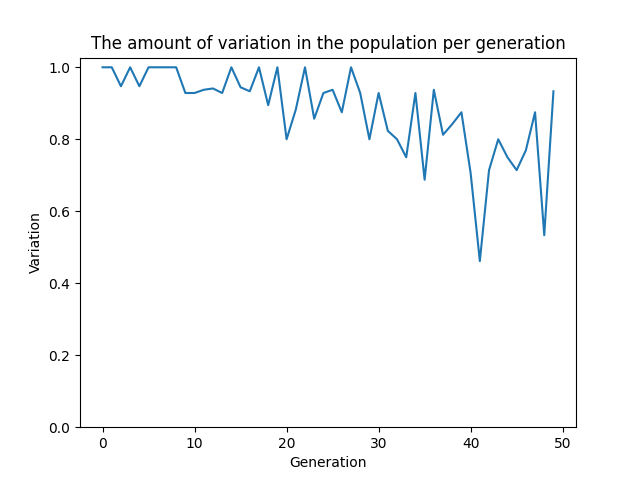 The amount of variation in the population per generation
1.0
0.8
0.6
0.4
0.2
0.0
Variation
0 10 20 30 40 50
Generation